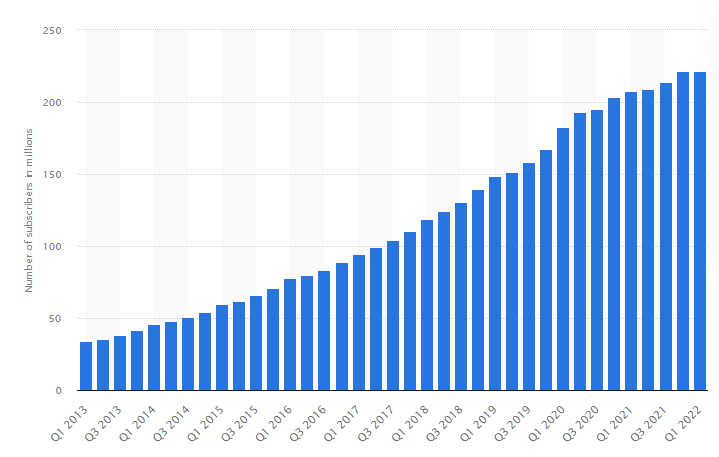 250
200
150
100
50
0
Number of subscribers in millions
Q1 2013
Q3 2013
Q1 2014
Q3 2014
Q1 2015
Q3 2015
Q1 2016
Q3 2016
Q1 2017
Q3 2017
Q1 2018
Q3 2018
Q1 2019
Q3 2019
Q1 2020
Q3 2020
Q1 2021
Q3 2021
Q1 2022